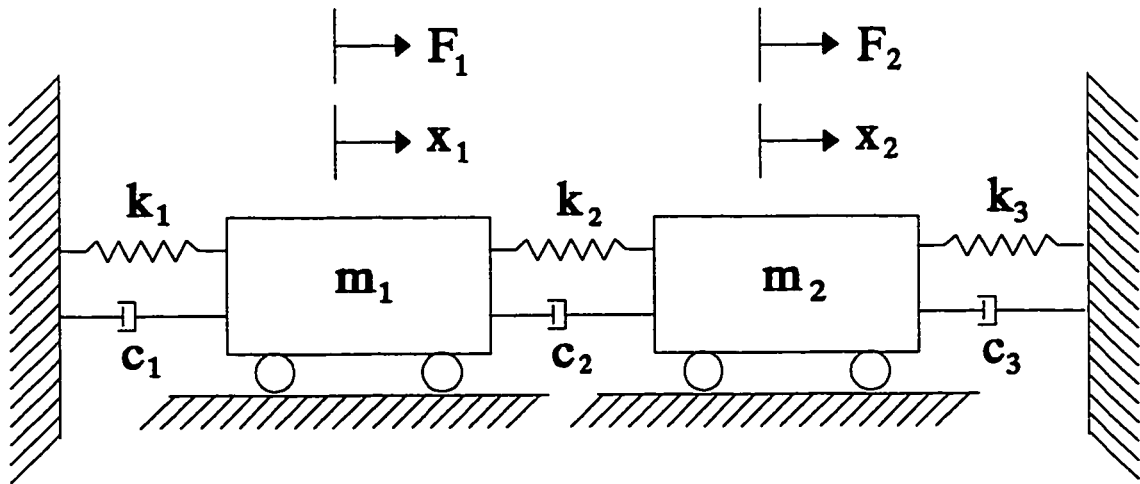 F₁ F₂
x₁ x₂
k₁ k₂ k₃
m₁ m₂
c₁ c₂ c₃